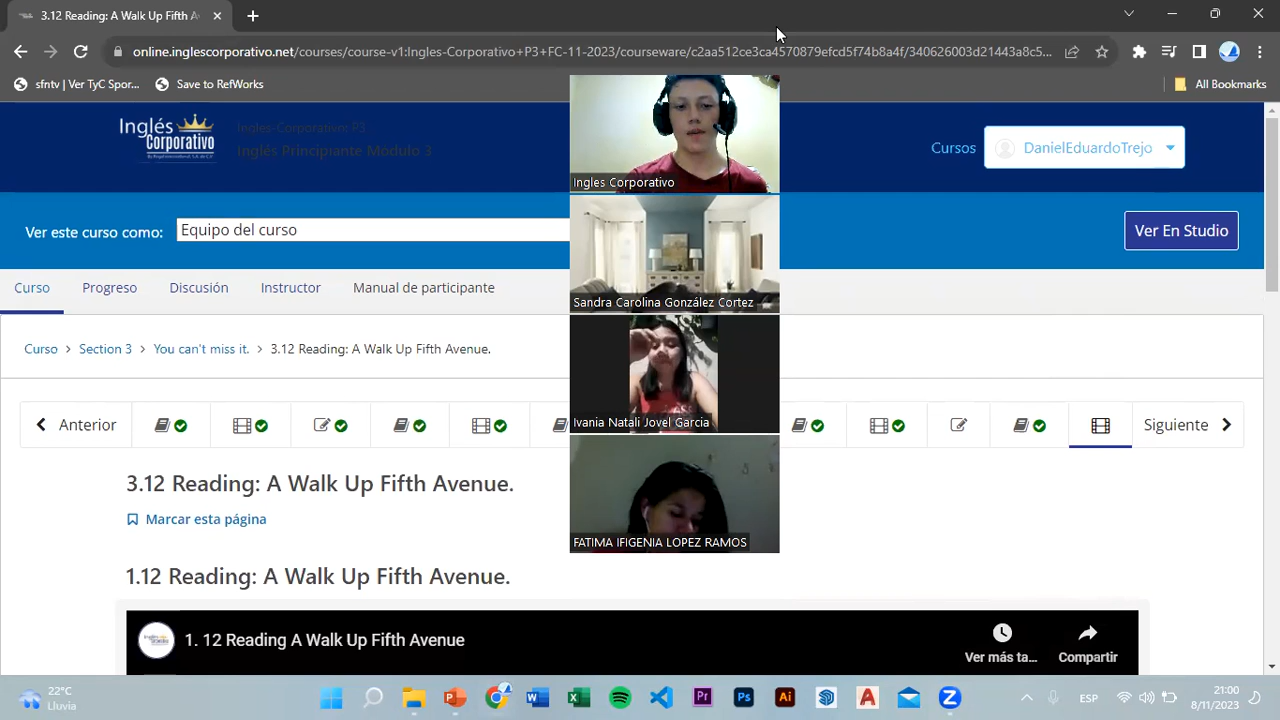 3.12 Reading: A Walk Up Fifth A
online.inglescorporativo.net/courses/course-v1:Ingles-Corporativo+P3+FC-11-2023/courseware/c2aa512ce3ca4570879efcd5f74b8a4f/340626003d21443a8c5...
sfntv | Ver TyC Spor...
Save to RefWorks
All Bookmarks
Inglés Corporativo
Ingles-Corporativo: P3
Inglés Principiante Módulo 3
Cursos
DanielEduardoTrejo
Ver este curso como:
Equipo del curso
Ver En Studio
Curso
Progreso
Discusión
Instructor
Manual de participante
Curso > Section 3 > You can't miss it. > 3.12 Reading: A Walk Up Fifth Avenue.
Anterior
Siguiente
3.12 Reading: A Walk Up Fifth Avenue.
Marcar esta página
1.12 Reading: A Walk Up Fifth Avenue.
1. 12 Reading A Walk Up Fifth Avenue
Ver más ta...
Compartir
Ingles Corporativo
Sandra Carolina González Cortez
Ivania Natali Jovel Garcia
FATIMA IFIGENIA LOPEZ RAMOS
22°C
Lluvia
ESP
21:00
8/11/2023